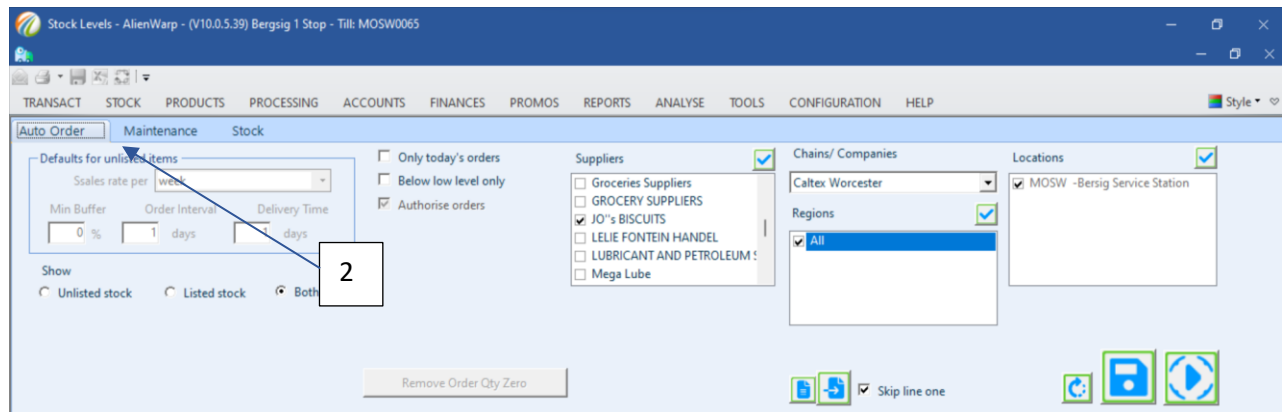 Stock Levels - AlienWarp - (V10.0.5.39) Bergsig 1 Stop - Till: MOSW0065
TRANSACT STOCK PRODUCTS PROCESSING ACCOUNTS FINANCES PROMOS REPORTS ANALYSE TOOLS CONFIGURATION HELP Style
Auto Order Maintenance Stock
Defaults for unlisted items
Ssales rate per week
Min Buffer Order Interval Delivery Time
0 % 1 days 1 days
Show
Unlisted stock Listed stock Both
2
Only today's orders
Below low level only
Authorise orders
Remove Order Qty Zero
Suppliers
Groceries Suppliers
GROCERY SUPPLIERS
JO"s BISCUITS
LELIE FONTEIN HANDEL
LUBRICANT AND PETROLEUM
Mega Lube
Chains/ Companies
Caltex Worcester
Regions
All
Skip line one
Locations
MOSW -Bersig Service Station